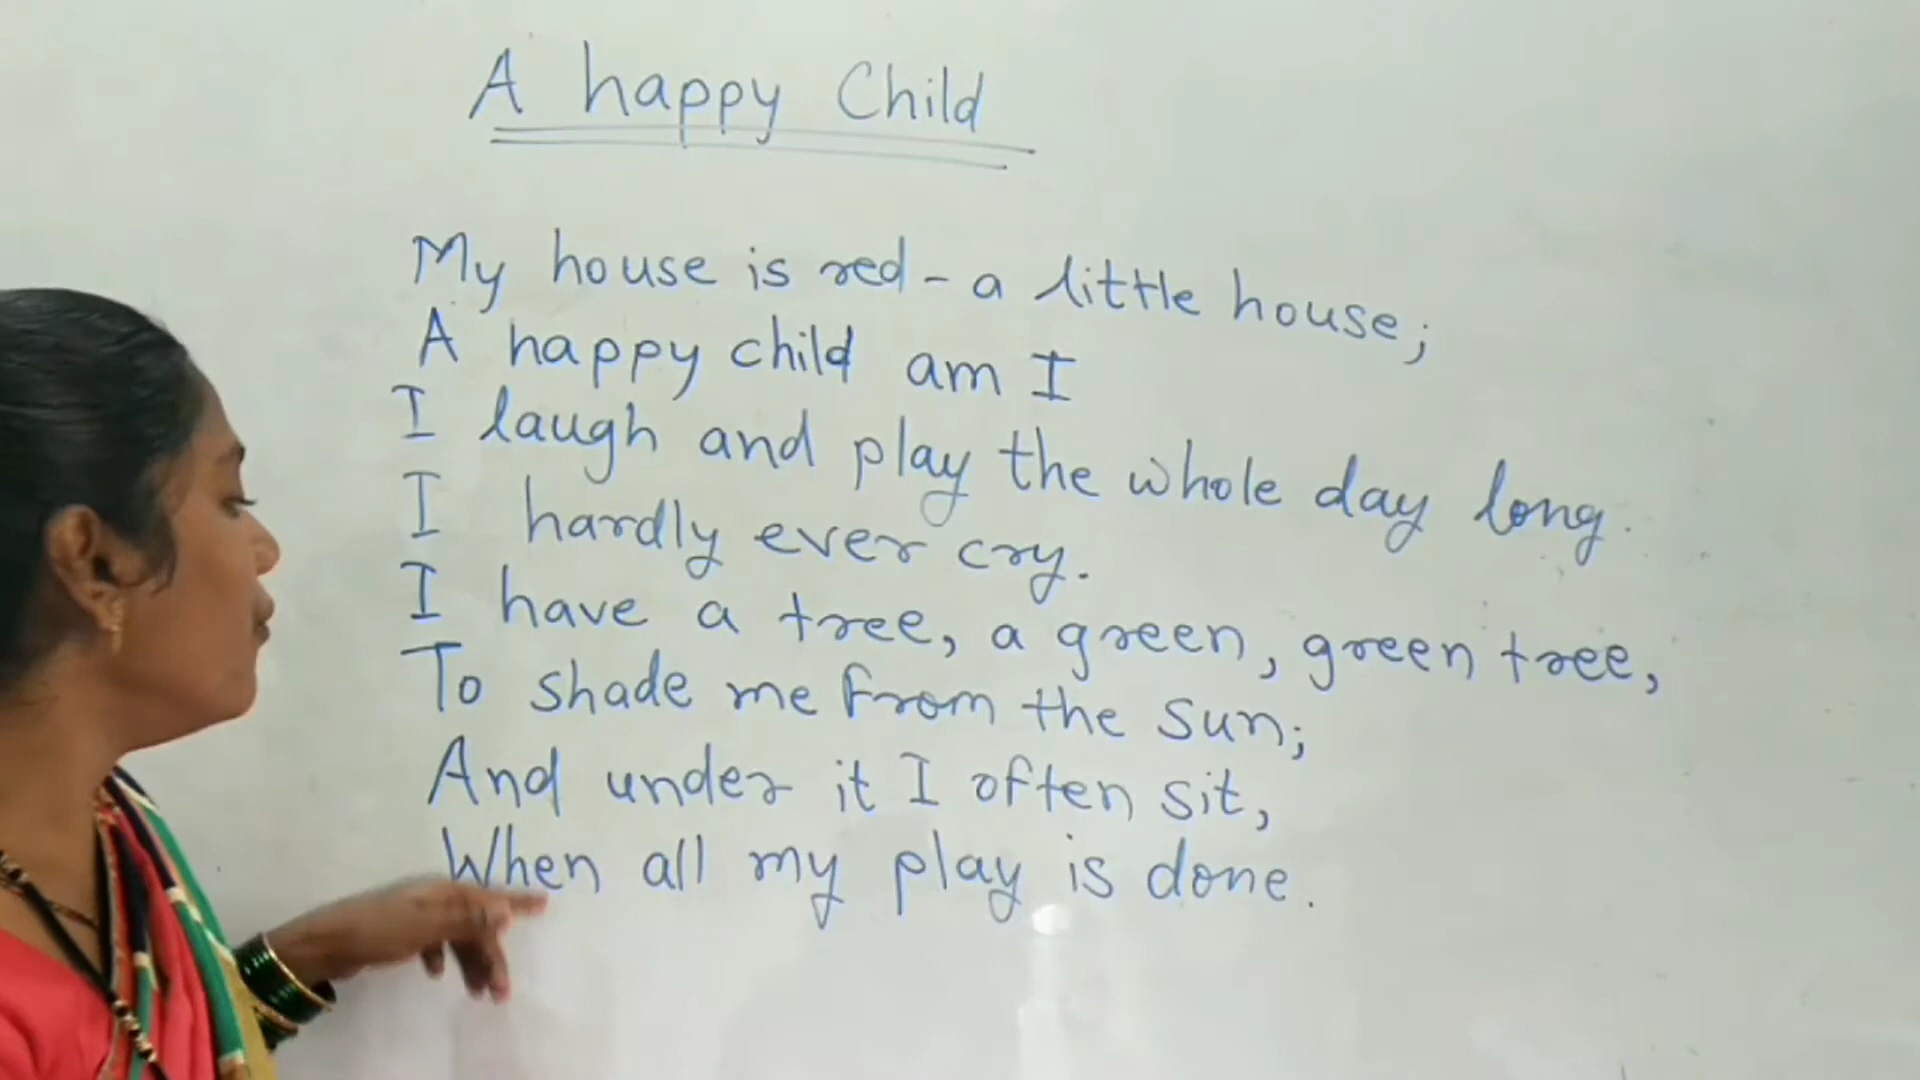 A happy Child
My house is red - a little house;
A happy child am I
I laugh and play the whole day long.
I hardly ever cry.
I have a tree, a green, green tree,
To shade me from the sun;
And under it I often sit,
When all my play is done.